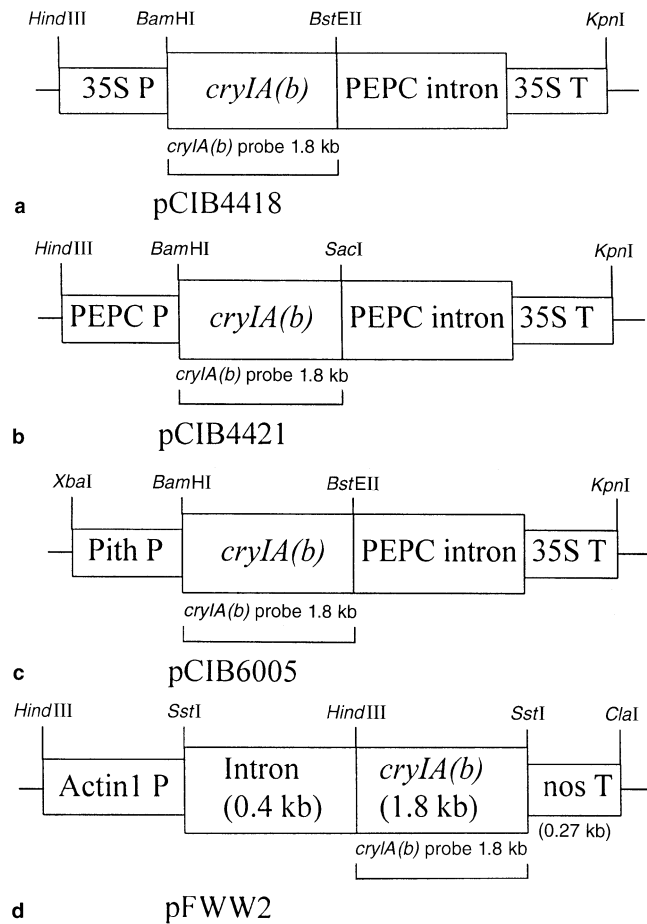 HindIII BamHI BstEII KpnI
35S P cryIA(b) PEPC intron 35S T
cryIA(b) probe 1.8 kb
a pCIB4418
HindIII BamHI SacI KpnI
PEPC P cryIA(b) PEPC intron 35S T
cryIA(b) probe 1.8 kb
b pCIB4421
XbaI BamHI BstEII KpnI
Pith P cryIA(b) PEPC intron 35S T
cryIA(b) probe 1.8 kb
c pCIB6005
HindIII SstI HindIII SstI ClaI
Actin1 P Intron cryIA(b) nos T
(0.4 kb) (1.8 kb)
(0.27 kb)
cryIA(b) probe 1.8 kb
d pFWW2